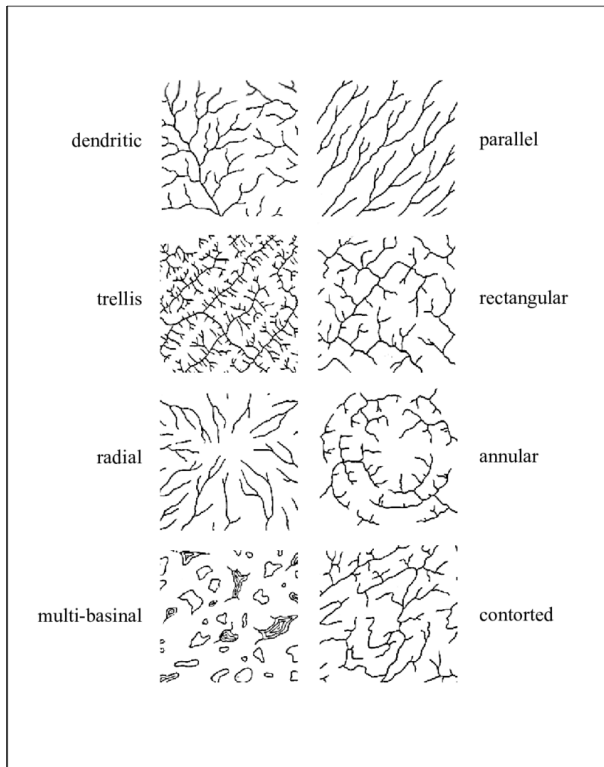 dendritic
parallel
trellis
rectangular
radial
annular
multi-basinal
contorted